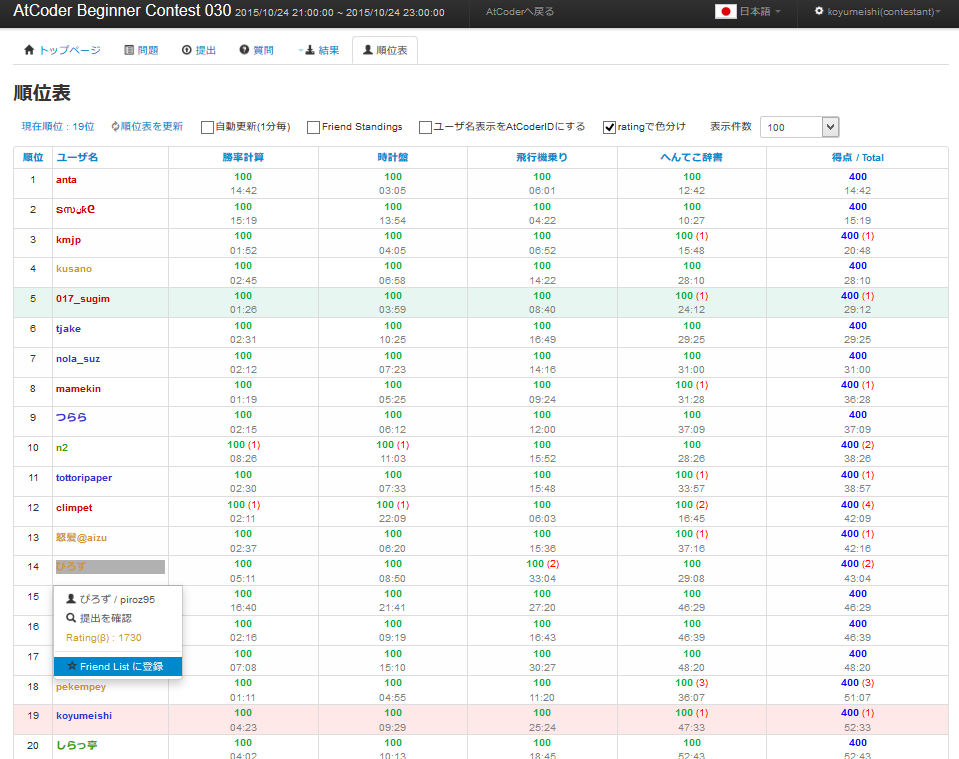 AtCoder Beginner Contest 030 2015/10/24 21:00:00 ~ 2015/10/24 23:00:00 AtCoderへ戻る 日本語 koyumeishi(contestant)
トップページ 問題 提出 質問 結果 順位表
順位表
現在順位 : 19位 順位表を更新 自動更新(1分毎) Friend Standings ユーザ名表示をAtCoderIDにする ratingで色分け 表示件数 100
順位 ユーザ名 勝率計算 時計盤 飛行機乗り へんてこ辞書 得点 / Total
1 anta 100 100 100 100 400
14:42 03:05 06:01 12:42 14:42
2 100 100 100 100 400
15:19 13:54 04:22 10:27 15:19
3 kmjp 100 100 100 100 (1) 400 (1)
01:52 04:05 06:52 15:48 20:48
4 kusano 100 100 100 100 400
02:45 06:58 14:22 28:10 28:10
5 017_sugim 100 100 100 100 (1) 400 (1)
01:26 03:59 08:40 24:12 29:12
6 tjake 100 100 100 100 400
02:31 10:25 16:49 29:25 29:25
7 nola_suz 100 100 100 100 400
02:12 07:23 14:16 31:00 31:00
8 mamekin 100 100 100 100 (1) 400 (1)
01:19 05:25 09:24 31:28 36:28
9 つらら 100 100 100 100 400
02:15 06:12 12:00 37:09 37:09
10 n2 100 (1) 100 (1) 100 100 400 (2)
08:26 11:03 15:52 28:26 38:26
11 tottoripaper 100 100 100 100 (1) 400 (1)
02:30 07:33 15:48 33:57 38:57
12 climpet 100 (1) 100 (1) 100 100 (2) 400 (4)
02:11 22:09 06:03 16:45 42:09
13 怒髪@aizu 100 100 100 100 (1) 400 (1)
02:37 06:20 15:36 37:16 42:16
14 ぴろず 100 100 100 (2) 100 400 (2)
05:11 08:50 33:04 29:08 43:04
15 100 100 100 100 400
ぴろず / piroz95
16:40 21:41 27:20 46:29 46:29
提出を確認
16 100 100 100 100 400
Rating(β) : 1730
02:16 09:19 16:43 46:39 46:39
17 100 100 100 100 400
Friend List に登録
07:08 15:10 30:27 48:20 48:20
18 pekempey 100 100 100 100 (3) 400 (3)
01:11 04:55 11:20 36:07 51:07
19 koyumeishi 100 100 100 100 (1) 400 (1)
04:23 09:29 25:24 47:33 52:33
20 しらっ亭 100 100 100 100 400
04:02 10:13 18:45 52:43 52:43